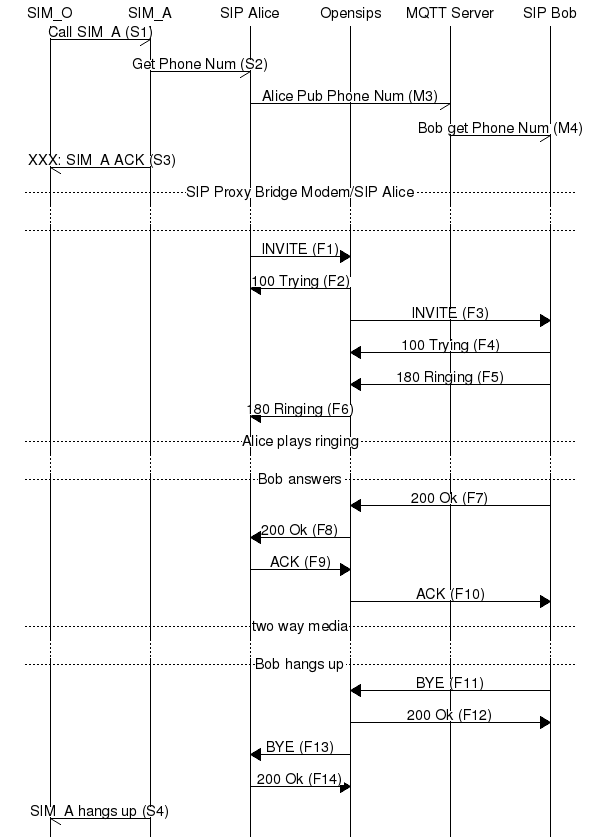 SIM_O SIM_A SIP Alice Opensips MQTT Server SIP Bob
Call SIM_A (S1)
Get Phone Num (S2)
Alice Pub Phone Num (M3)
Bob get Phone Num (M4)
XXX: SIM_A ACK (S3)
SIP Proxy Bridge Modem/SIP Alice
INVITE (F1)
100 Trying (F2)
INVITE (F3)
100 Trying (F4)
180 Ringing (F5)
180 Ringing (F6)
Alice plays ringing
Bob answers
200 Ok (F7)
200 Ok (F8)
ACK (F9)
ACK (F10)
two way media
Bob hangs up
BYE (F11)
200 Ok (F12)
BYE (F13)
200 Ok (F14)
SIM_A hangs up (S4)